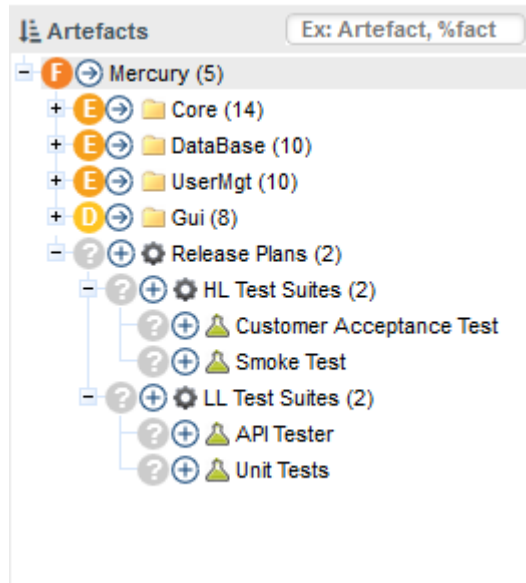 Artefacts Ex: Artefact, %fact
F Mercury (5)
E Core (14)
E DataBase (10)
E UserMgt (10)
D Gui (8)
? Release Plans (2)
? HL Test Suites (2)
? Customer Acceptance Test
? Smoke Test
? LL Test Suites (2)
? API Tester
? Unit Tests